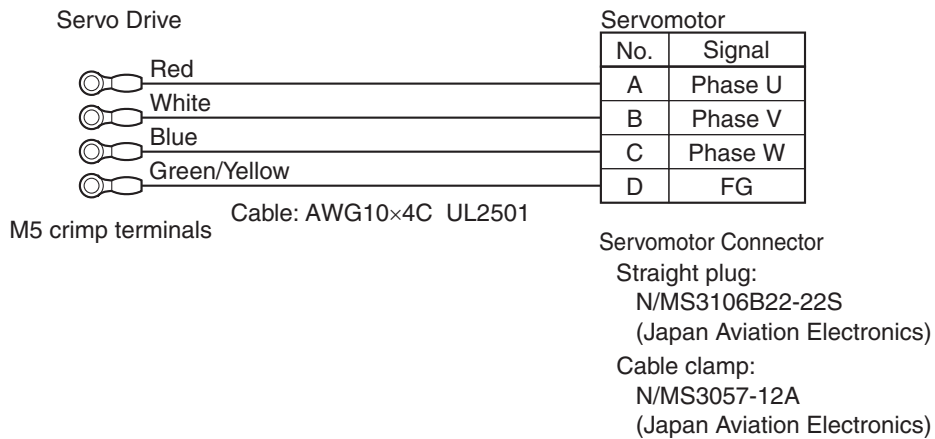 Servo Drive
Servomotor
No. Signal
Red
A Phase U
White
B Phase V
Blue
C Phase W
Green/Yellow
D FG
Cable: AWG10×4C UL2501
M5 crimp terminals
Servomotor Connector
Straight plug:
N/MS3106B22-22S
(Japan Aviation Electronics)
Cable clamp:
N/MS3057-12A
(Japan Aviation Electronics)